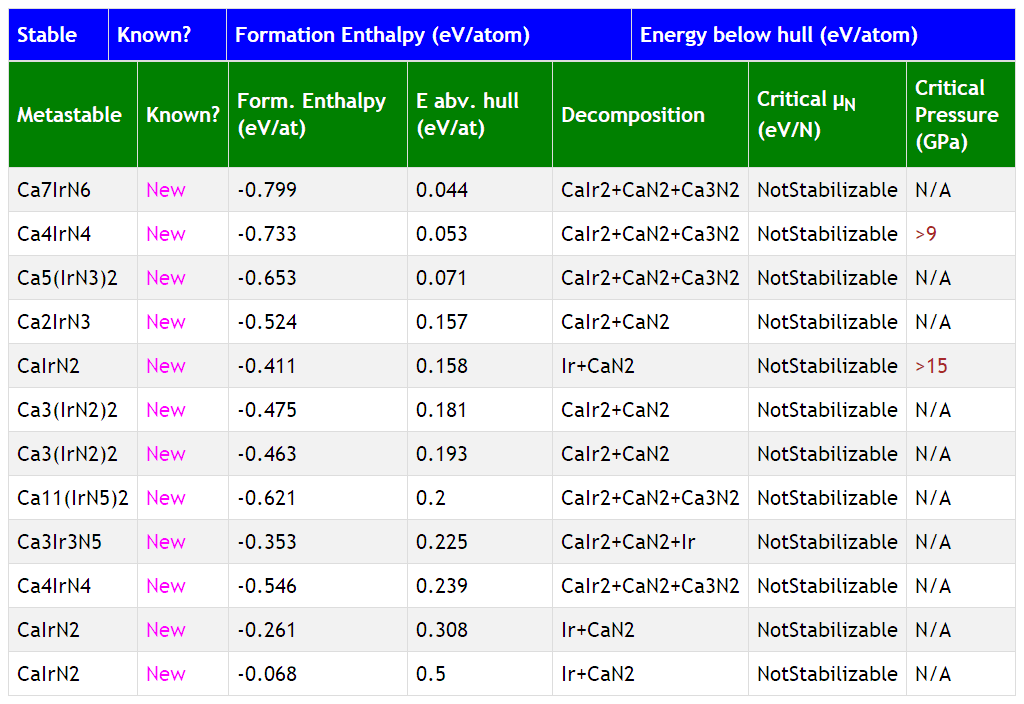 Stable Known? Formation Enthalpy (eV/atom) Energy below hull (eV/atom)
Metastable Known? Form. Enthalpy (eV/at) E abv. hull (eV/at) Decomposition Critical μN (eV/N) Critical Pressure (GPa)
Ca7IrN6 New -0.799 0.044 CaIr2+CaN2+Ca3N2 NotStabilizable N/A
Ca4IrN4 New -0.733 0.053 CaIr2+CaN2+Ca3N2 NotStabilizable >9
Ca5(IrN3)2 New -0.653 0.071 CaIr2+CaN2+Ca3N2 NotStabilizable N/A
Ca2IrN3 New -0.524 0.157 CaIr2+CaN2 NotStabilizable N/A
CaIrN2 New -0.411 0.158 Ir+CaN2 NotStabilizable >15
Ca3(IrN2)2 New -0.475 0.181 CaIr2+CaN2 NotStabilizable N/A
Ca3(IrN2)2 New -0.463 0.193 CaIr2+CaN2 NotStabilizable N/A
Ca11(IrN5)2 New -0.621 0.2 CaIr2+CaN2+Ca3N2 NotStabilizable N/A
Ca3Ir3N5 New -0.353 0.225 CaIr2+CaN2+Ir NotStabilizable N/A
Ca4IrN4 New -0.546 0.239 CaIr2+CaN2+Ca3N2 NotStabilizable N/A
CaIrN2 New -0.261 0.308 Ir+CaN2 NotStabilizable N/A
CaIrN2 New -0.068 0.5 Ir+CaN2 NotStabilizable N/A